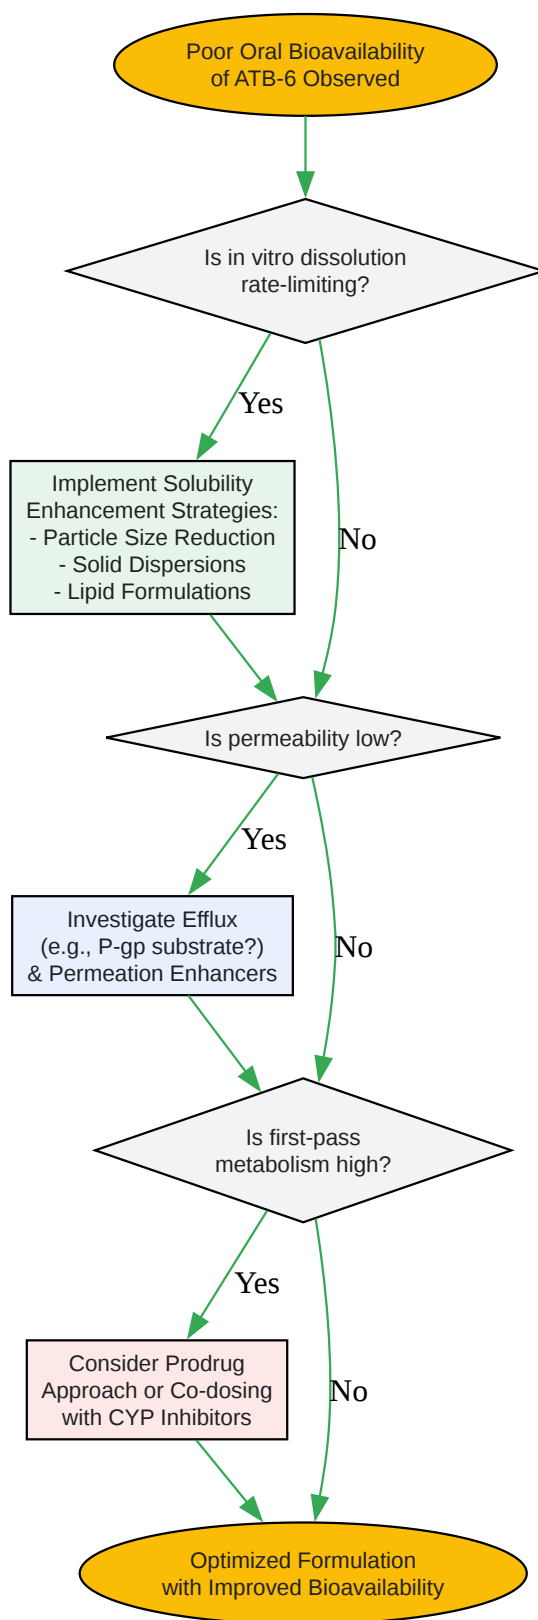 Poor Oral Bioavailability
of ATB-6 Observed
Is in vitro dissolution
rate-limiting?
Yes
Implement Solubility
Enhancement Strategies:
- Particle Size Reduction
- Solid Dispersions
- Lipid Formulations
No
Is permeability low?
Yes
Investigate Efflux
(e.g., P-gp substrate?)
& Permeation Enhancers
No
Is first-pass
metabolism high?
Yes
Consider Prodrug
Approach or Co-dosing
with CYP Inhibitors
No
Optimized Formulation
with Improved Bioavailability